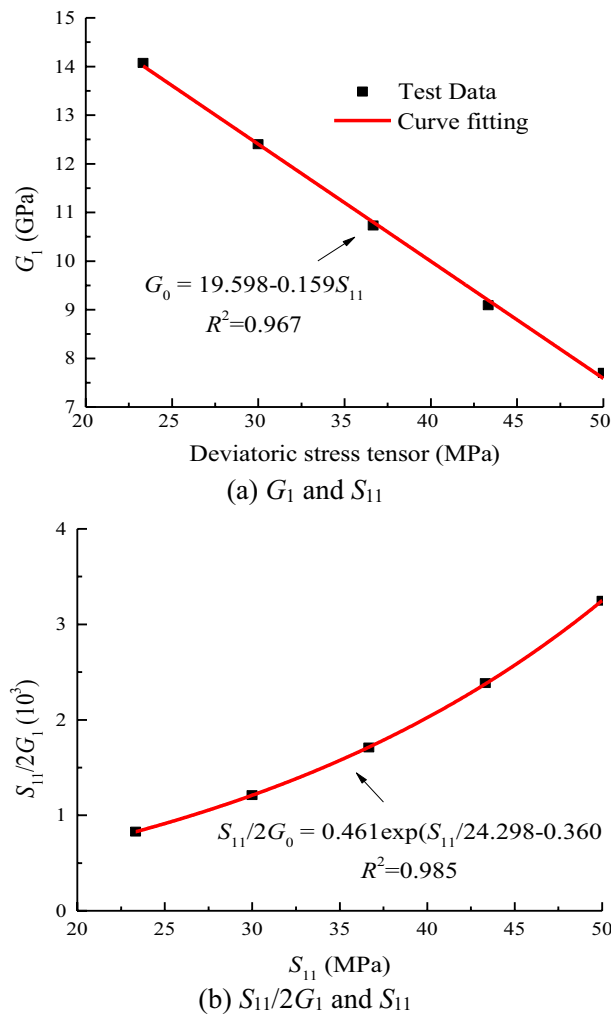 15
14
13
12
11
10
9
8
7
G₁ (GPa)
Test Data
Curve fitting
G₀ = 19.598-0.159S₁₁
R²=0.967
20 25 30 35 40 45 50
Deviatoric stress tensor (MPa)
(a) G₁ and S₁₁
4
3
2
1
0
S₁₁/2G₁ (10³)
S₁₁/2G₀ = 0.461exp(S₁₁/24.298-0.360
R²=0.985
20 25 30 35 40 45 50
S₁₁ (MPa)
(b) S₁₁/2G₁ and S₁₁